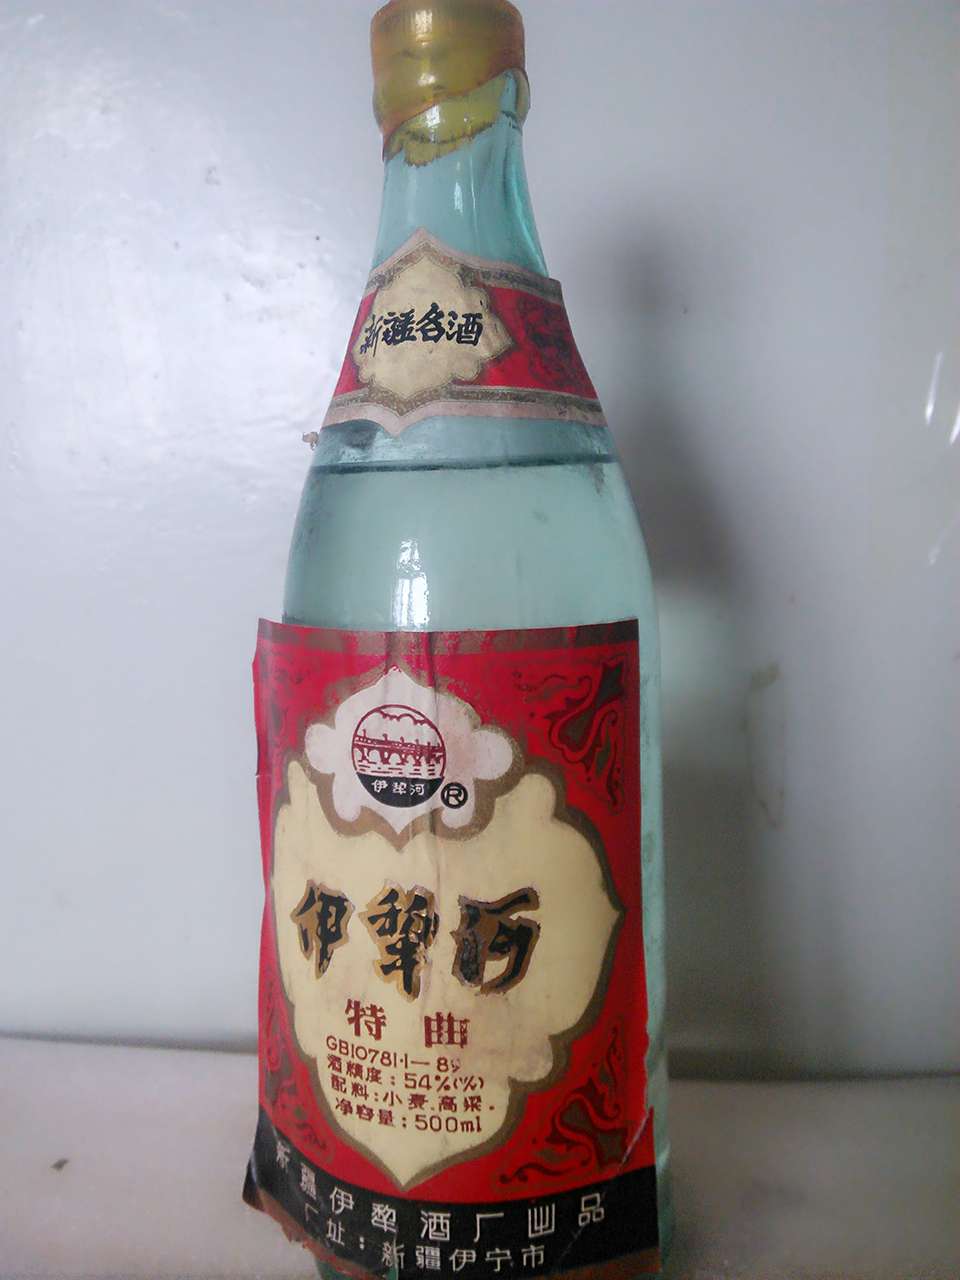 新疆名酒
伊犁河
R
伊犁河
特曲
GB10781·1—89
酒精度：54%(V/V)
配料：小麦.高粱.
净容量：500ml
新疆伊犁酒厂出品
厂址：新疆伊宁市